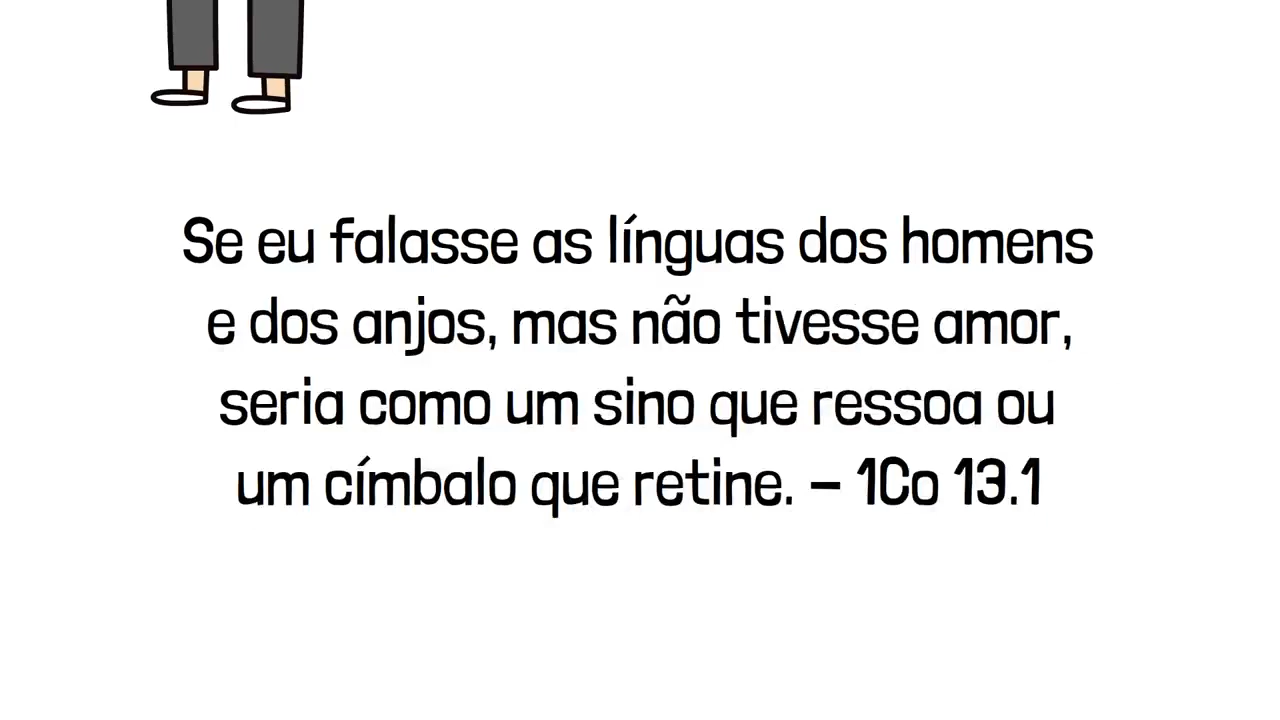 Se eu falasse as línguas dos homens
e dos anjos, mas não tivesse amor,
seria como um sino que ressoa ou
um címbalo que retine. – 1Co 13.1